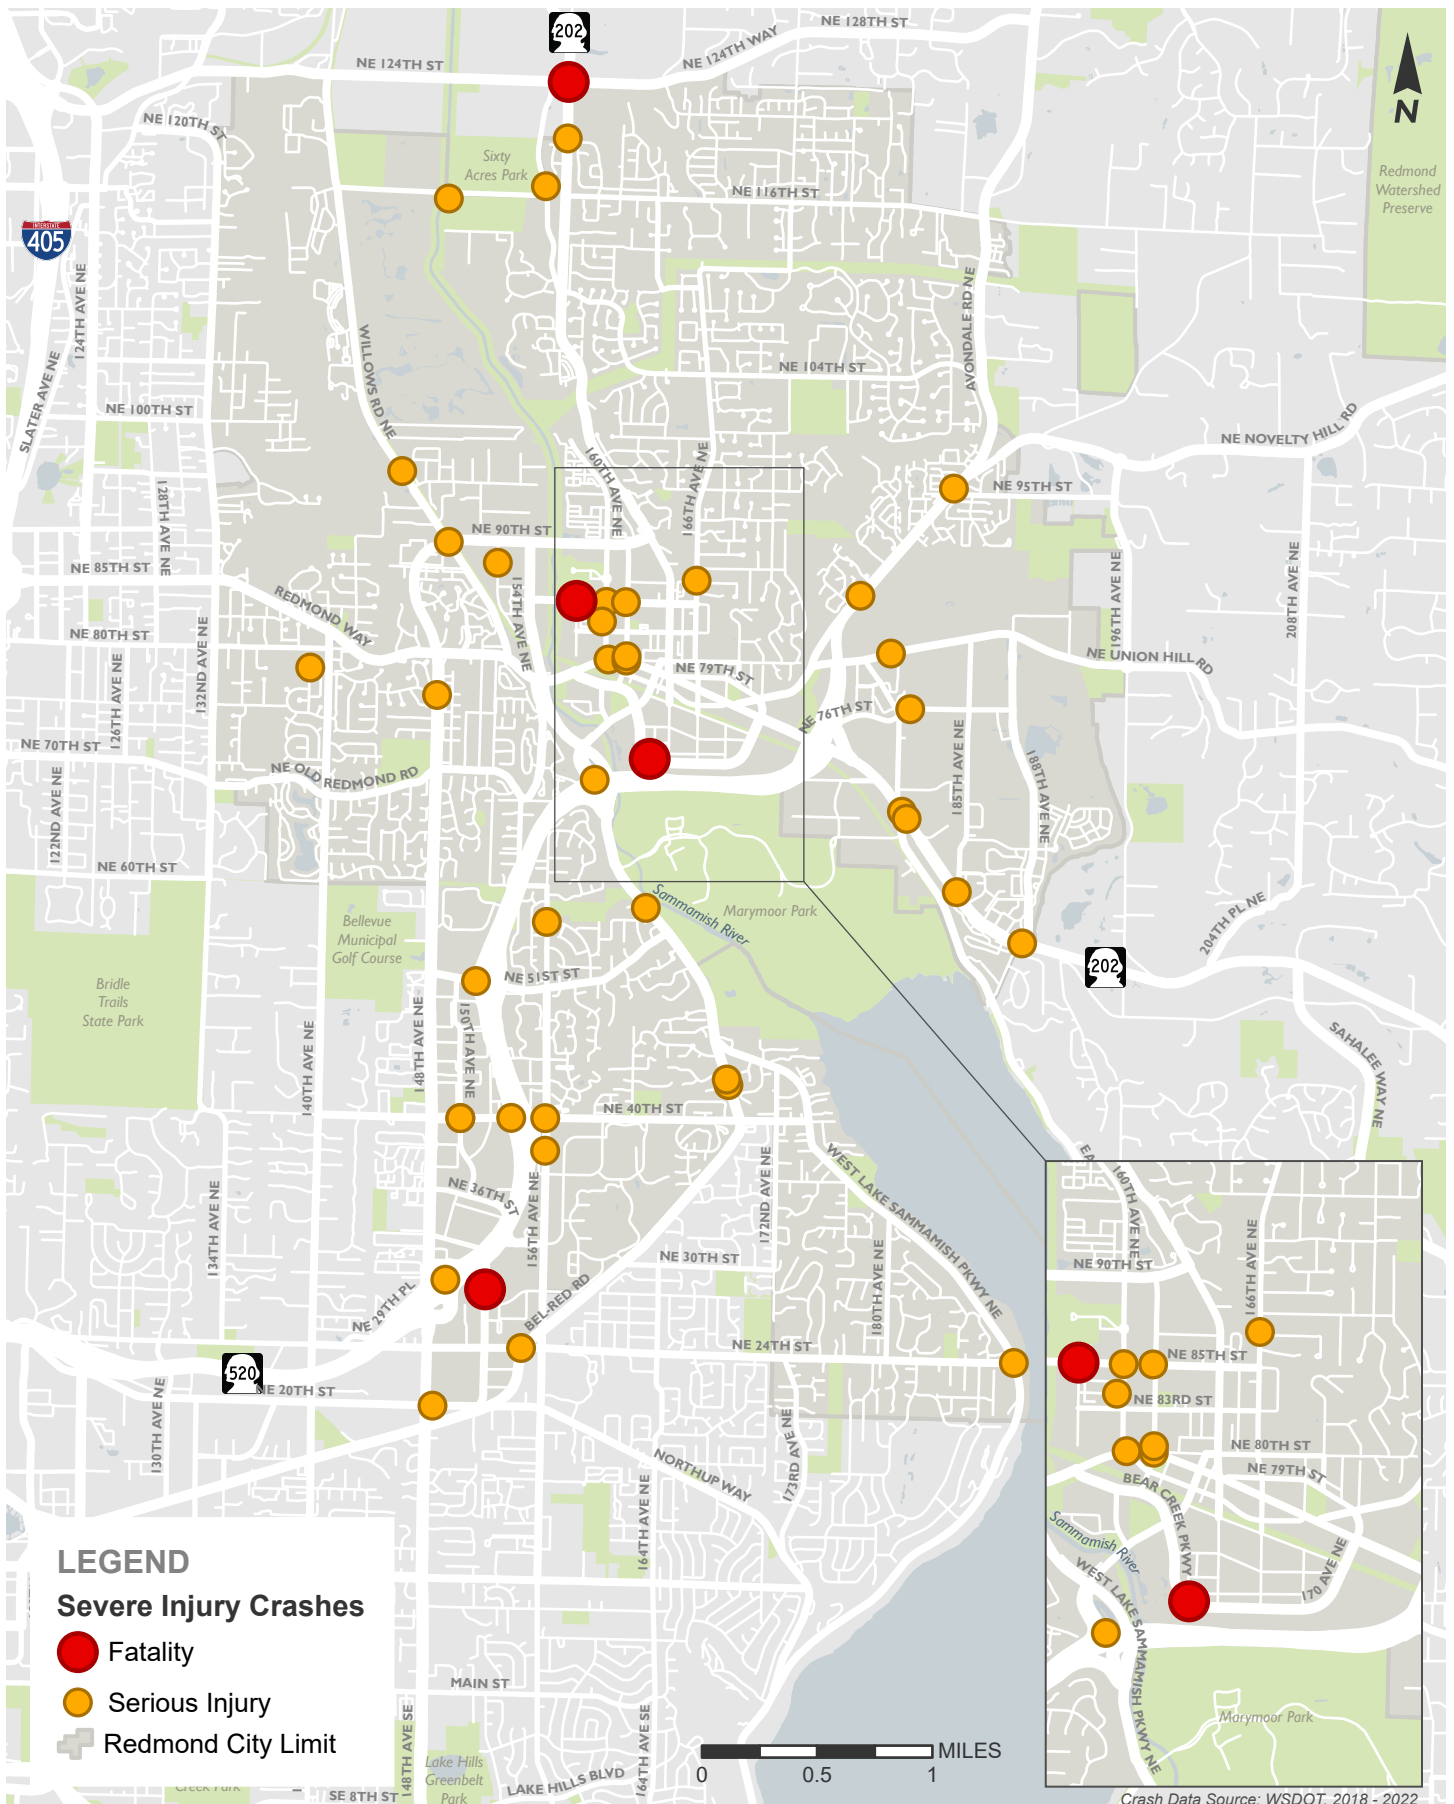 202
NE 128TH ST
NE 124TH WAY
NE 124TH ST
N
NE 120TH ST
Sixty
Acres Park
NE 116TH ST
Redmond
Watershed
Preserve
INTERSTATE
405
124TH AVE NE
AVONDALE RD NE
WILLOWS RD NE
SLATER AVE NE
NE 104TH ST
NE 100TH ST
NE NOVELTY HILL RD
160TH AVE NE
166TH AVE NE
128TH AVE NE
NE 95TH ST
NE 90TH ST
NE 85TH ST
REDMOND WAY
154TH AVE NE
196TH AVE NE
208TH AVE NE
NE 80TH ST
132ND AVE NE
126TH AVE NE
NE 79TH ST
NE UNION HILL RD
NE 76TH ST
NE 70TH ST
NE OLD REDMOND RD
122ND AVE NE
185TH AVE NE
188TH AVE NE
NE 60TH ST
Sammamish River
Marymoor Park
204TH PL NE
Bellevue
Municipal
Golf Course
202
NE 51ST ST
Bridle
Trails
State Park
148TH AVE NE
150TH AVE NE
140TH AVE NE
SAHALEE WAY NE
NE 40TH ST
EA
WEST LAKE SAMMAMISH PKWY NE
172ND AVE NE
NE 36TH ST
156TH AVE NE
134TH AVE NE
180TH AVE NE
NE 30TH ST
NE 29TH PL
BEL-RED RD
NE 24TH ST
520
NE 20TH ST
130TH AVE NE
173RD AVE NE
NORTHUP WAY
164TH AVE NE
160TH AVE NE
166TH AVE NE
NE 90TH ST
NE 85TH ST
NE 83RD ST
NE 80TH ST
NE 79TH ST
BEAR CREEK PKWY
Sammamish River
WEST LAKE SAMMAMISH PKWY NE
170 AVE NE
Marymoor Park
LEGEND
Severe Injury Crashes
Fatality
Serious Injury
Redmond City Limit
MAIN ST
148TH AVE SE
164TH AVE SE
Lake Hills
Greenbelt
Park
LAKE HILLS BLVD
SE 8TH ST
Creek Park
MILES
0 0.5 1
Crash Data Source: WSDOT, 2018 - 2022